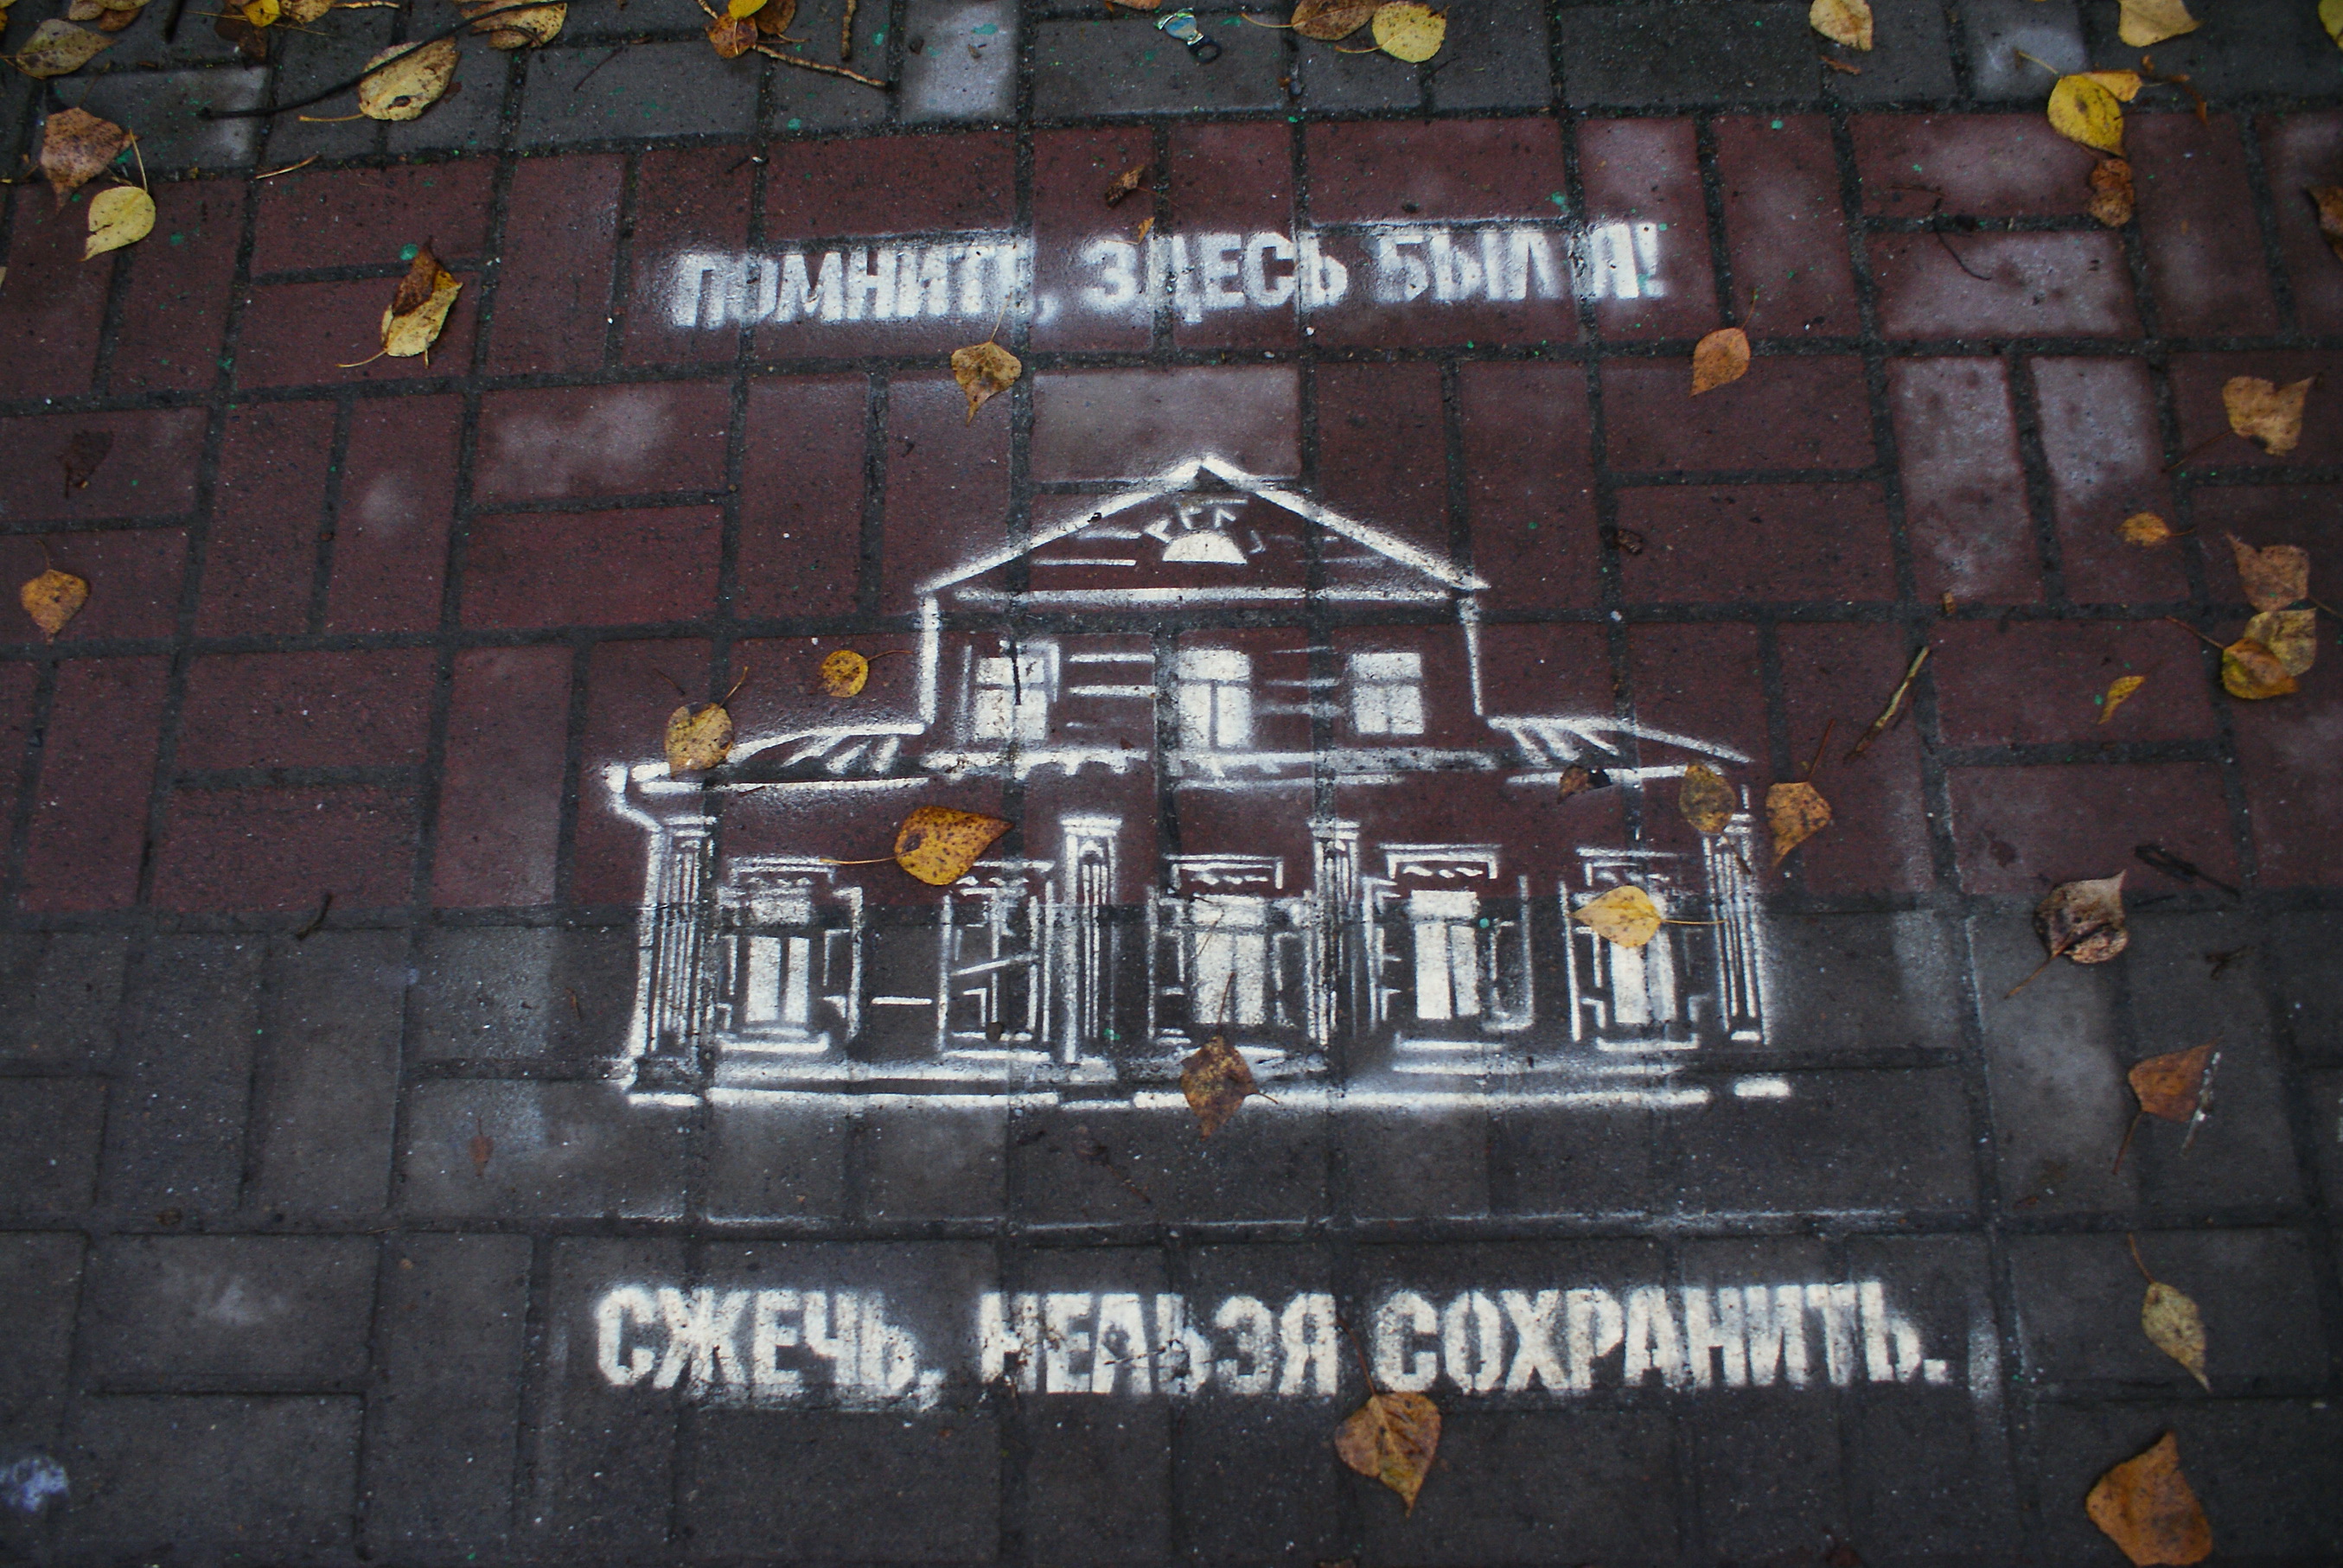 ПОМНИТЕ, ЗДЕСЬ БЫЛ Я!
СЖЕЧЬ, НЕЛЬЗЯ СОХРАНИТЬ.